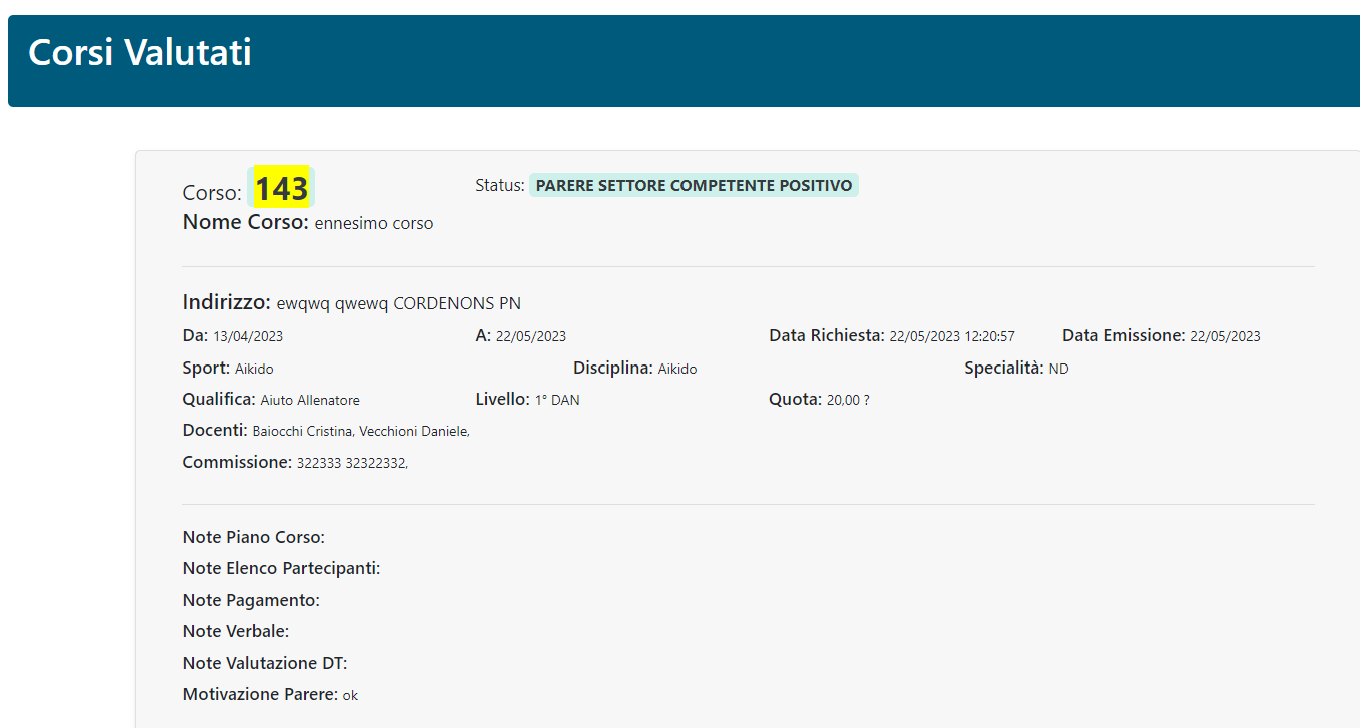 Corsi Valutati
Corso: 143 Status: PARERE SETTORE COMPETENTE POSITIVO
Nome Corso: ennesimo corso
Indirizzo: ewqwq qwewq CORDENONS PN
Da: 13/04/2023 A: 22/05/2023 Data Richiesta: 22/05/2023 12:20:57 Data Emissione: 22/05/2023
Sport: Aikido Disciplina: Aikido Specialità: ND
Qualifica: Aiuto Allenatore Livello: 1° DAN Quota: 20,00 ?
Docenti: Baiocchi Cristina, Vecchioni Daniele,
Commissione: 322333 32322332,
Note Piano Corso:
Note Elenco Partecipanti:
Note Pagamento:
Note Verbale:
Note Valutazione DT:
Motivazione Parere: ok